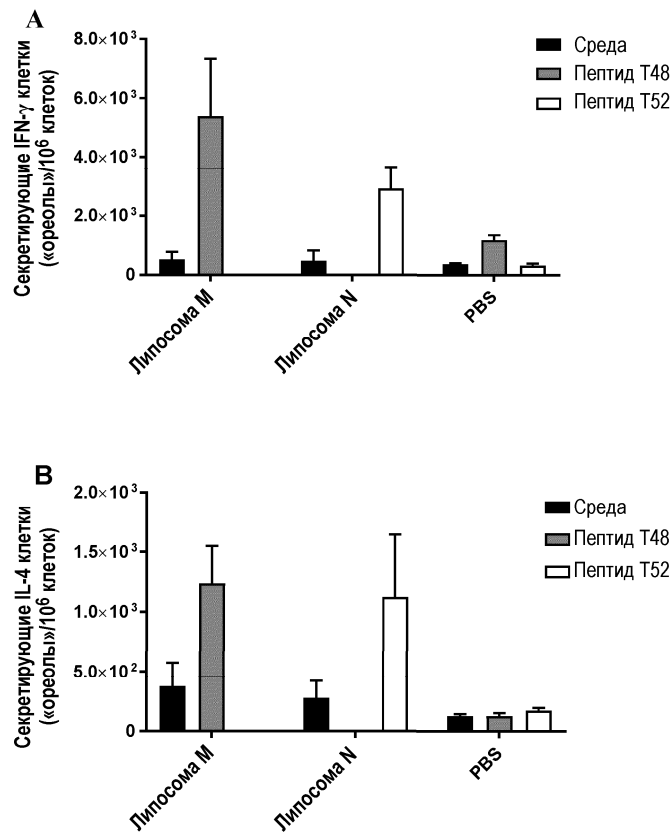 A
Секретирующие IFN-γ клетки
(«ореолы»/10⁶ клеток)
8.0×10³
6.0×10³
4.0×10³
2.0×10³
0
Среда
Пептид T48
Пептид T52
Липосома M
Липосома N
PBS
B
Секретирующие IL-4 клетки
(«ореолы»/10⁶ клеток)
2.0×10³
1.5×10³
1.0×10³
5.0×10²
0
Среда
Пептид T48
Пептид T52
Липосома M
Липосома N
PBS